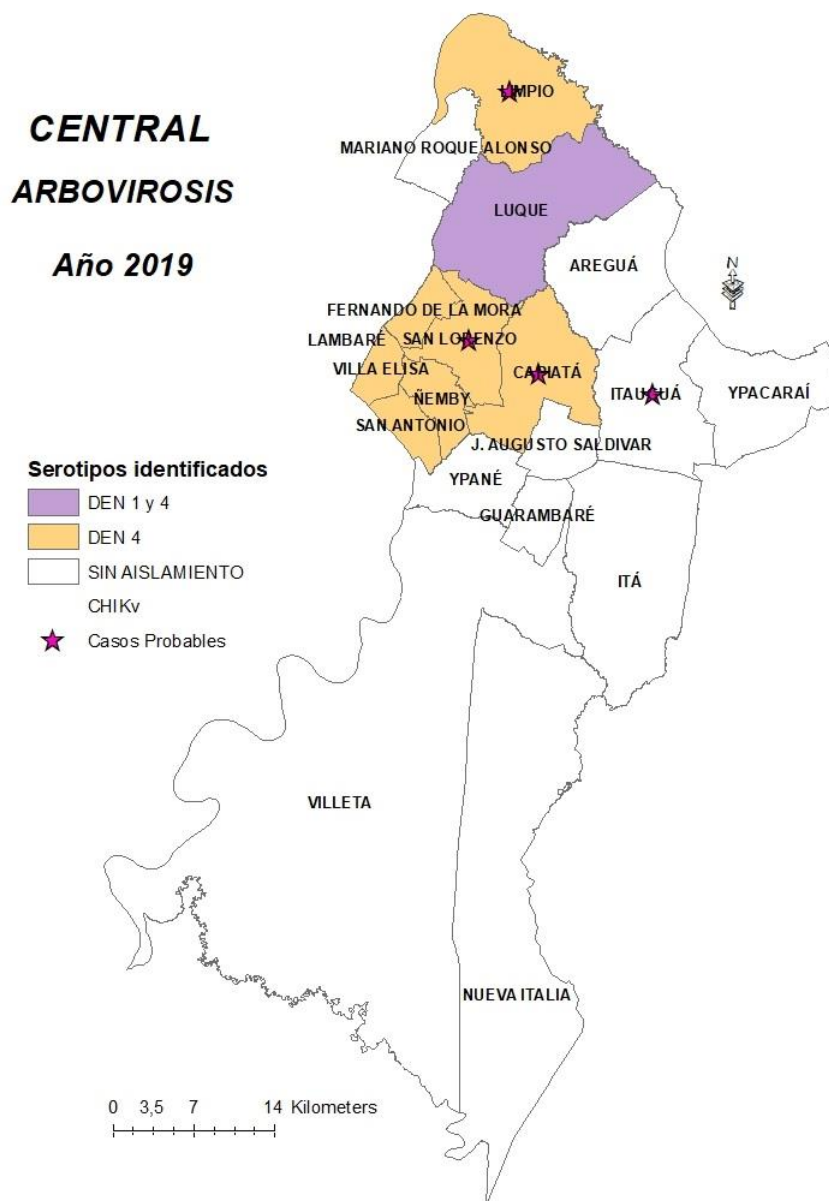 CENTRAL
ARBOVIROSIS
Año 2019
LIMPIO
MARIANO ROQUE ALONSO
LUQUE
AREGUÁ
N
FERNANDO DE LA MORA
LAMBARÉ
SAN LORENZO
VILLA ELISA
CAPIATÁ
ÑEMBY
ITAUGUÁ
YPACARAÍ
SAN ANTONIO
J. AUGUSTO SALDIVAR
YPANÉ
GUARAMBARÉ
ITÁ
Serotipos identificados
DEN 1 y 4
DEN 4
SIN AISLAMIENTO
CHIKv
Casos Probables
VILLETA
NUEVA ITALIA
0 3,5 7 14 Kilometers